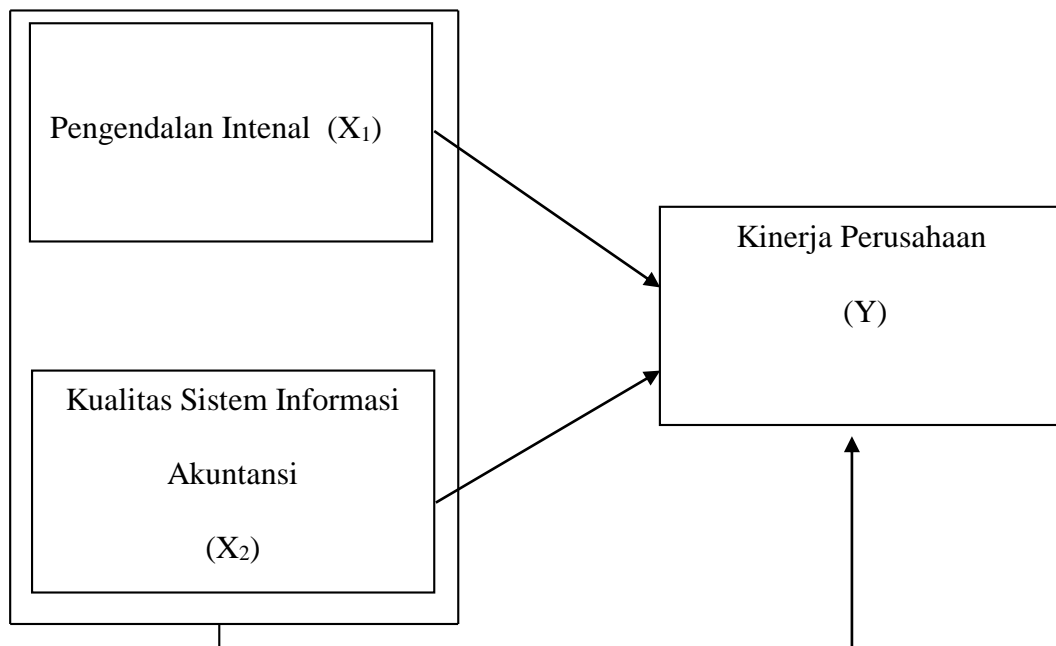 Pengendalan Intenal (X₁)
Kinerja Perusahaan
(Y)
Kualitas Sistem Informasi
Akuntansi
(X₂)